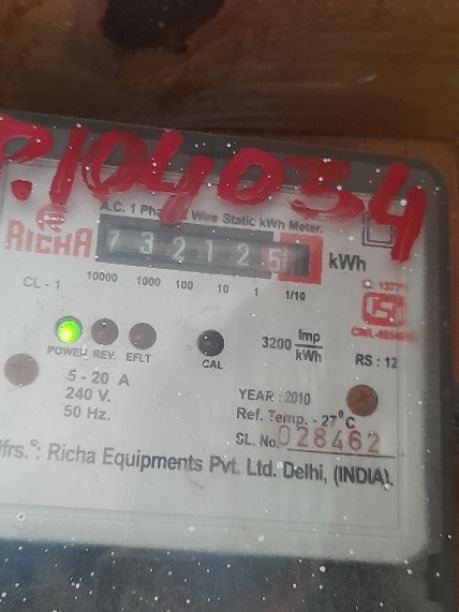 P.104034
A.C. 1 Pha Wire Static kWh Meter.
RICHA
7 3 2 1 2 5 kWh
CL - 1
10000 1000 100 10 1 1/10
POWER REV. EFLT
CAL
3200 Imp
kWh
RS : 12
5 - 20 A
240 V.
50 Hz.
YEAR : 2010
Ref. Temp. - 27°C
SL. No. 028462
Mfrs. : Richa Equipments Pvt. Ltd. Delhi, (INDIA).